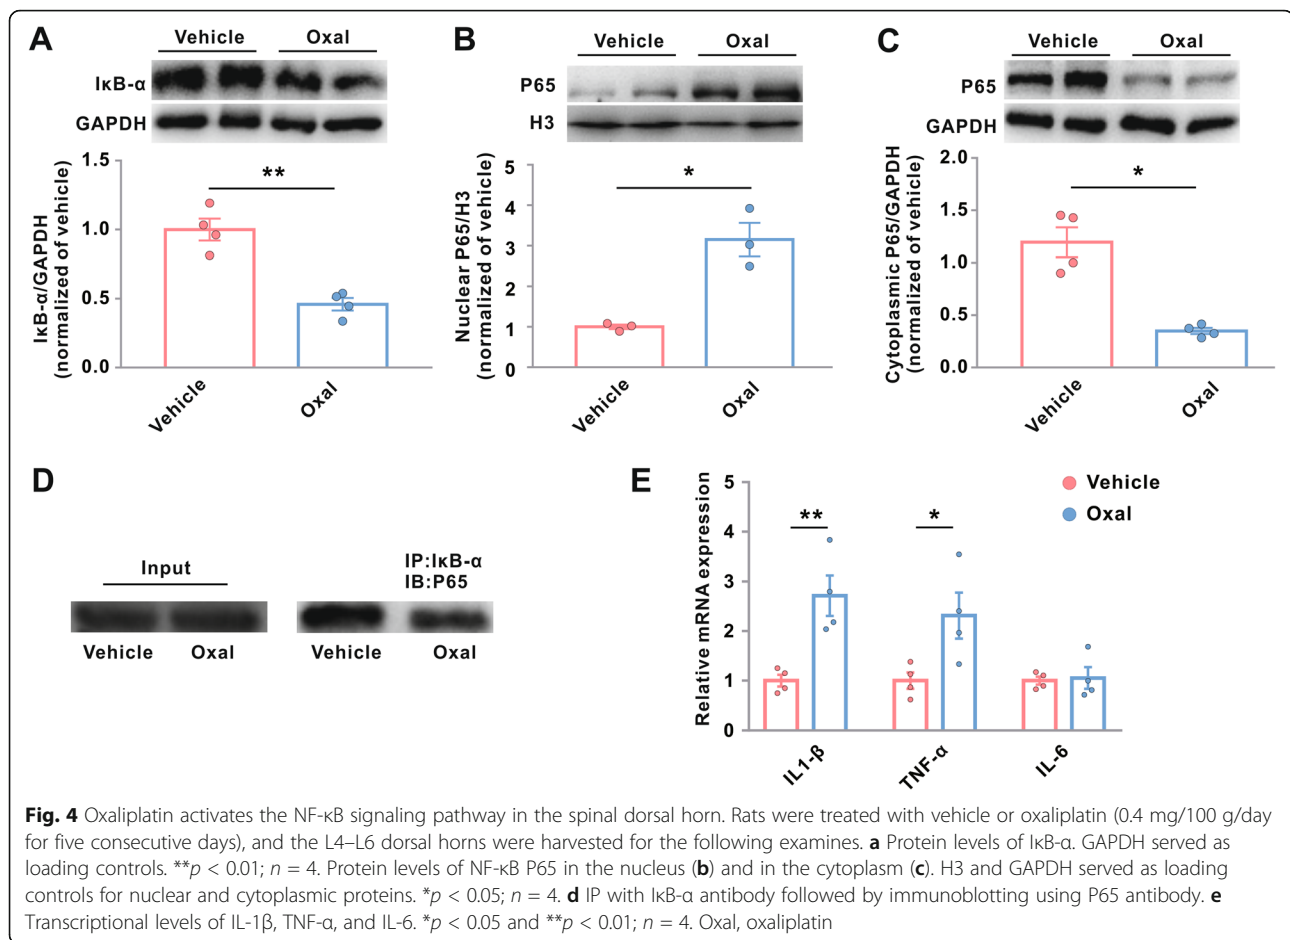 A
Vehicle Oxal
IκB-α
GAPDH
IκB-α/GAPDH
(normalized of vehicle)
1.5
1.0
0.5
0.0
**
Vehicle
Oxal
B
Vehicle Oxal
P65
H3
Nuclear P65/H3
(normalized of vehicle)
5
4
3
2
1
0
*
Vehicle
Oxal
C
Vehicle Oxal
P65
GAPDH
Cytoplasmic P65/GAPDH
(normalized of vehicle)
2.0
1.5
1.0
0.5
0.0
*
Vehicle
Oxal
D
Input
Vehicle Oxal
IP:IκB-α
IB:P65
Vehicle Oxal
E
Relative mRNA expression
5
4
3
2
1
0
** *
Vehicle
Oxal
IL1-β
TNF-α
IL-6
Fig. 4 Oxaliplatin activates the NF-κB signaling pathway in the spinal dorsal horn. Rats were treated with vehicle or oxaliplatin (0.4 mg/100 g/day
for five consecutive days), and the L4–L6 dorsal horns were harvested for the following examines. a Protein levels of IκB-α. GAPDH served as
loading controls. **p < 0.01; n = 4. Protein levels of NF-κB P65 in the nucleus (b) and in the cytoplasm (c). H3 and GAPDH served as loading
controls for nuclear and cytoplasmic proteins. *p < 0.05; n = 4. d IP with IκB-α antibody followed by immunoblotting using P65 antibody. e
Transcriptional levels of IL-1β, TNF-α, and IL-6. *p < 0.05 and **p < 0.01; n = 4. Oxal, oxaliplatin